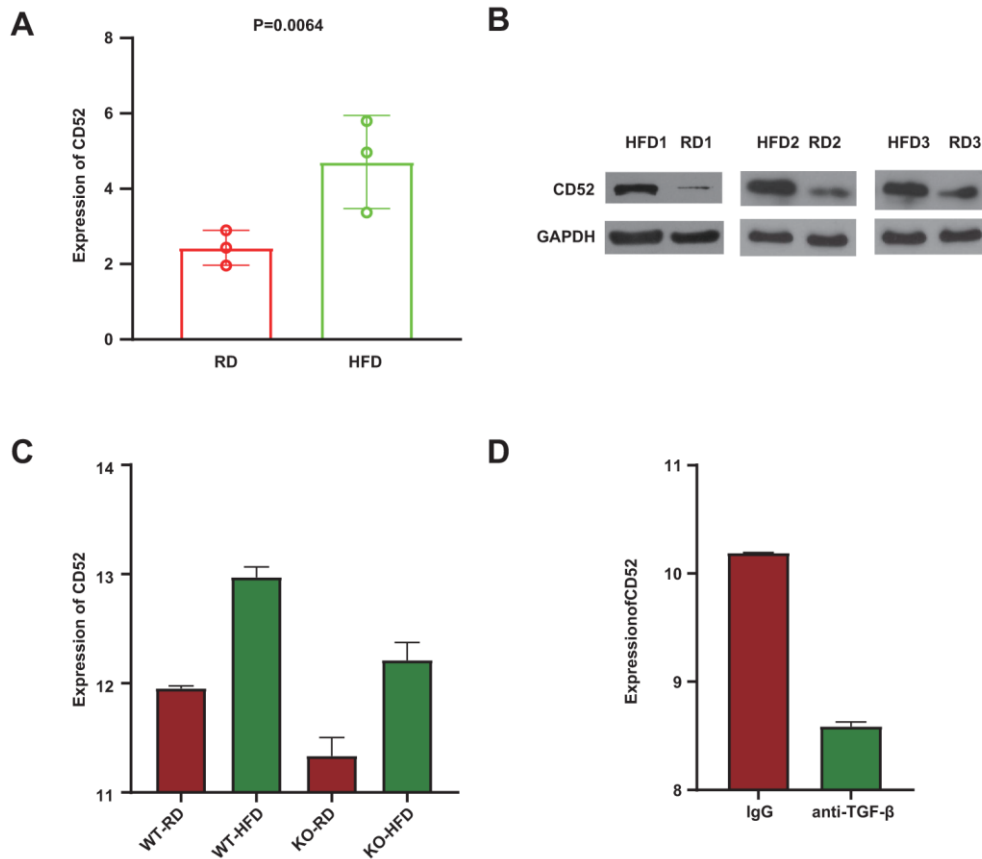 A
P=0.0064
Expression of CD52
8
6
4
2
0
RD HFD
B
HFD1 RD1 HFD2 RD2 HFD3 RD3
CD52
GAPDH
C
Expression of CD52
14
13
12
11
WT-RD WT-HFD KO-RD KO-HFD
D
ExpressionofCD52
11
10
9
8
IgG anti-TGF-β